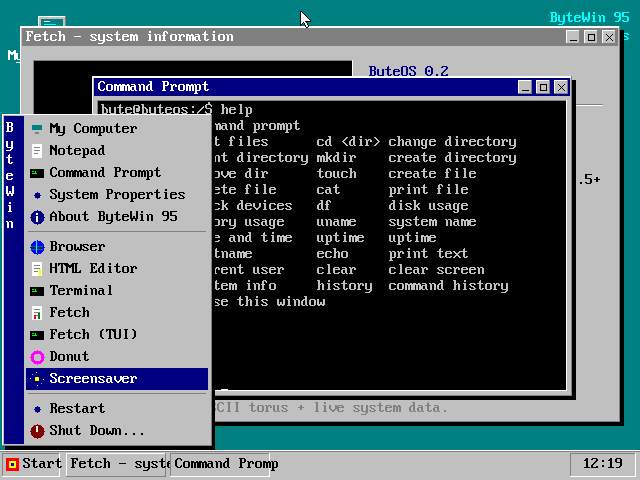 ByteWin 95
My
s
Fetch - system information
ByteOS 0.2
Command Prompt
byte@byteos:/$ help
mand prompt
t files cd <dir> change directory
nt directory mkdir create directory
ove dir touch create file
ete file cat print file
ck devices df disk usage
ory usage uname system name
e and time uptime uptime
tname echo print text
rent user clear clear screen
tem info history command history
se this window
.5+
CII torus + live system data.
ByteWin
My Computer
Notepad
Command Prompt
System Properties
About ByteWin 95
Browser
HTML Editor
Terminal
Fetch
Fetch (TUI)
Donut
Screensaver
Restart
Shut Down...
Start
Fetch - syste
Command Promp
12:19